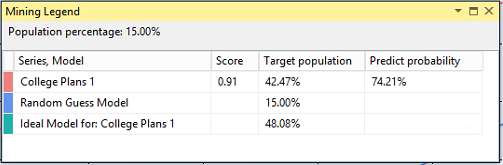 Mining Legend
Population percentage: 15.00%
Series, Model Score Target population Predict probability
College Plans 1 0.91 42.47% 74.21%
Random Guess Model 15.00%
Ideal Model for: College Plans 1 48.08%